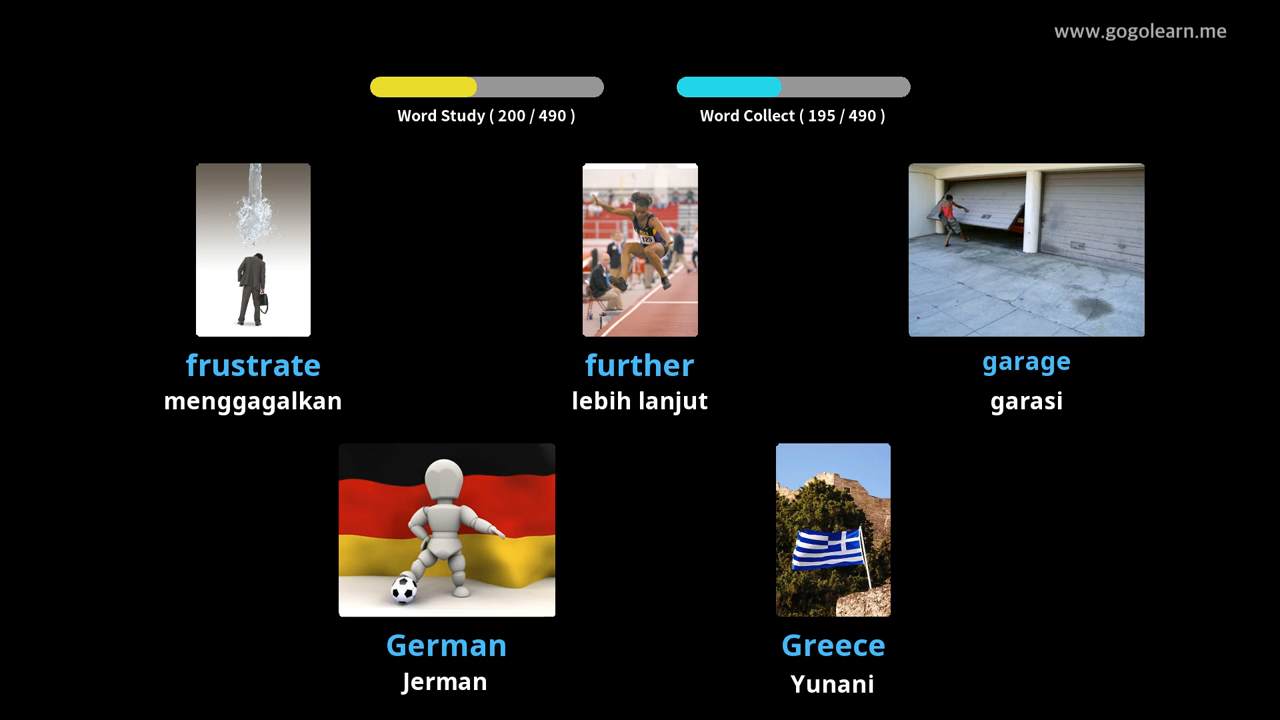 www.gogolearn.me
Word Study ( 200 / 490 )
Word Collect ( 195 / 490 )
frustrate
menggagalkan
further
lebih lanjut
garage
garasi
German
Jerman
Greece
Yunani